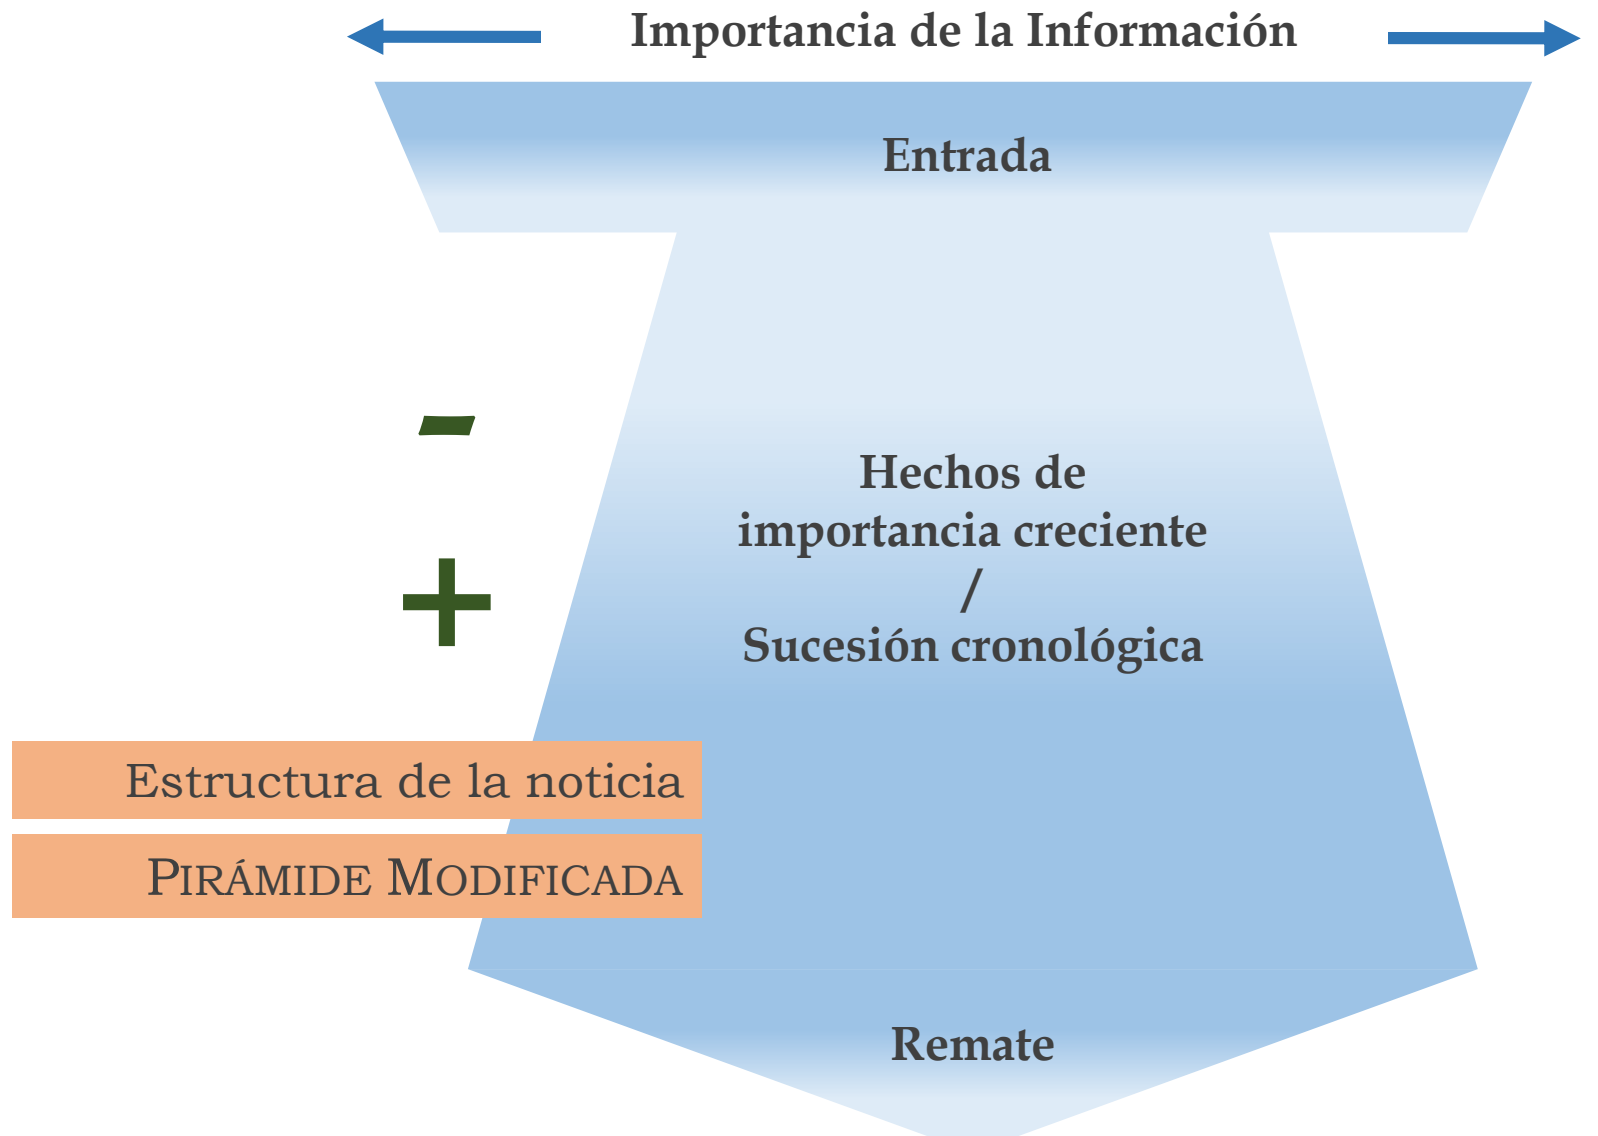 Importancia de la Información
Entrada
-
Hechos de
importancia creciente
/
Sucesión cronológica
+
Estructura de la noticia
PIRÁMIDE MODIFICADA
Remate